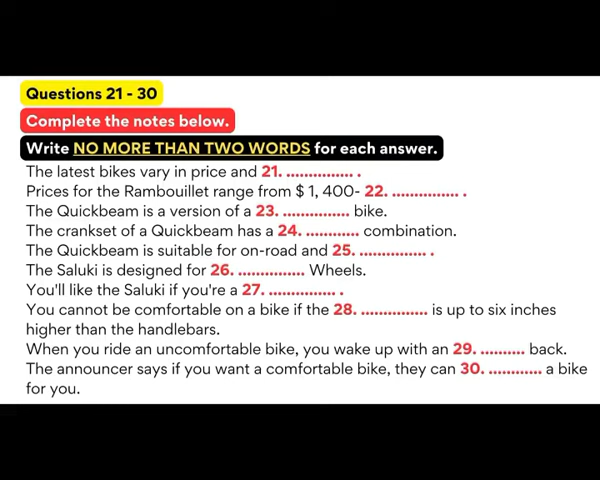 Questions 21 - 30
Complete the notes below.
Write NO MORE THAN TWO WORDS for each answer.
The latest bikes vary in price and 21. ............... .
Prices for the Rambouillet range from $ 1, 400- 22. ............... .
The Quickbeam is a version of a 23. ............... bike.
The crankset of a Quickbeam has a 24. ............ combination.
The Quickbeam is suitable for on-road and 25. ............... .
The Saluki is designed for 26. ............... Wheels.
You'll like the Saluki if you're a 27. ............... .
You cannot be comfortable on a bike if the 28. ............... is up to six inches
higher than the handlebars.
When you ride an uncomfortable bike, you wake up with an 29. .......... back.
The announcer says if you want a comfortable bike, they can 30. ............ a bike
for you.